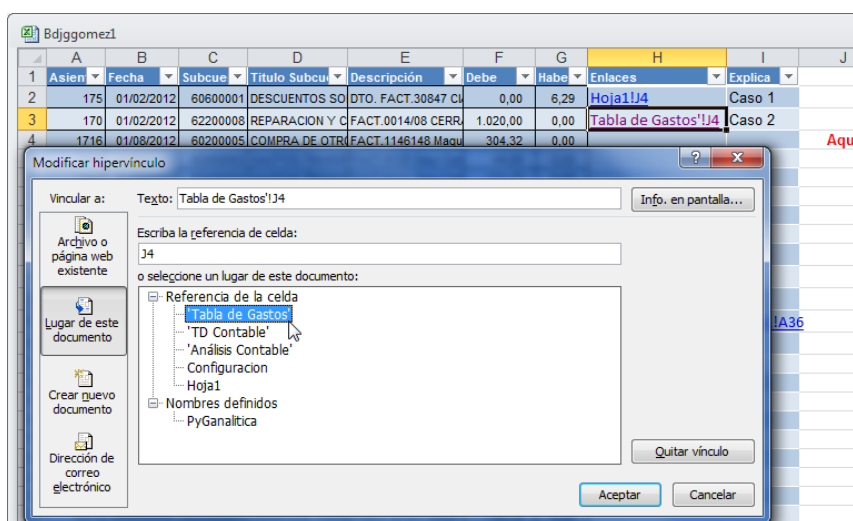 Bdjggomez1
A B C D E F G H I J
1 Asien Fecha Subcue Titulo Subcu Descripción Debe Habe Enlaces Explica
2 175 01/02/2012 60600001 DESCUENTOS SO DTO. FACT.30847 0,00 6,29 Hoja1!J4 Caso 1
3 170 01/02/2012 62200008 REPARACION Y C FACT.0014/08 CERR 1.020,00 0,00 Tabla de Gastos'!J4 Caso 2
4 1716 01/08/2012 60200005 COMPRA DE OTR FACT.1146148 Maqu 304,32 0,00 Aqu
Modificar hipervínculo
Vincular a:
Texto: Tabla de Gastos'!J4
Info. en pantalla...
Archivo o
página web
existente
Escriba la referencia de celda:
J4
o seleccione un lugar de este documento:
Referencia de la celda
'Tabla de Gastos'
'TD Contable'
'Análisis Contable'
Configuracion
Hoja1
Nombres definidos
PyGanalitica
Lugar de este
documento
!A36
Crear nuevo
documento
Dirección de
correo
electrónico
Quitar vínculo
Aceptar
Cancelar